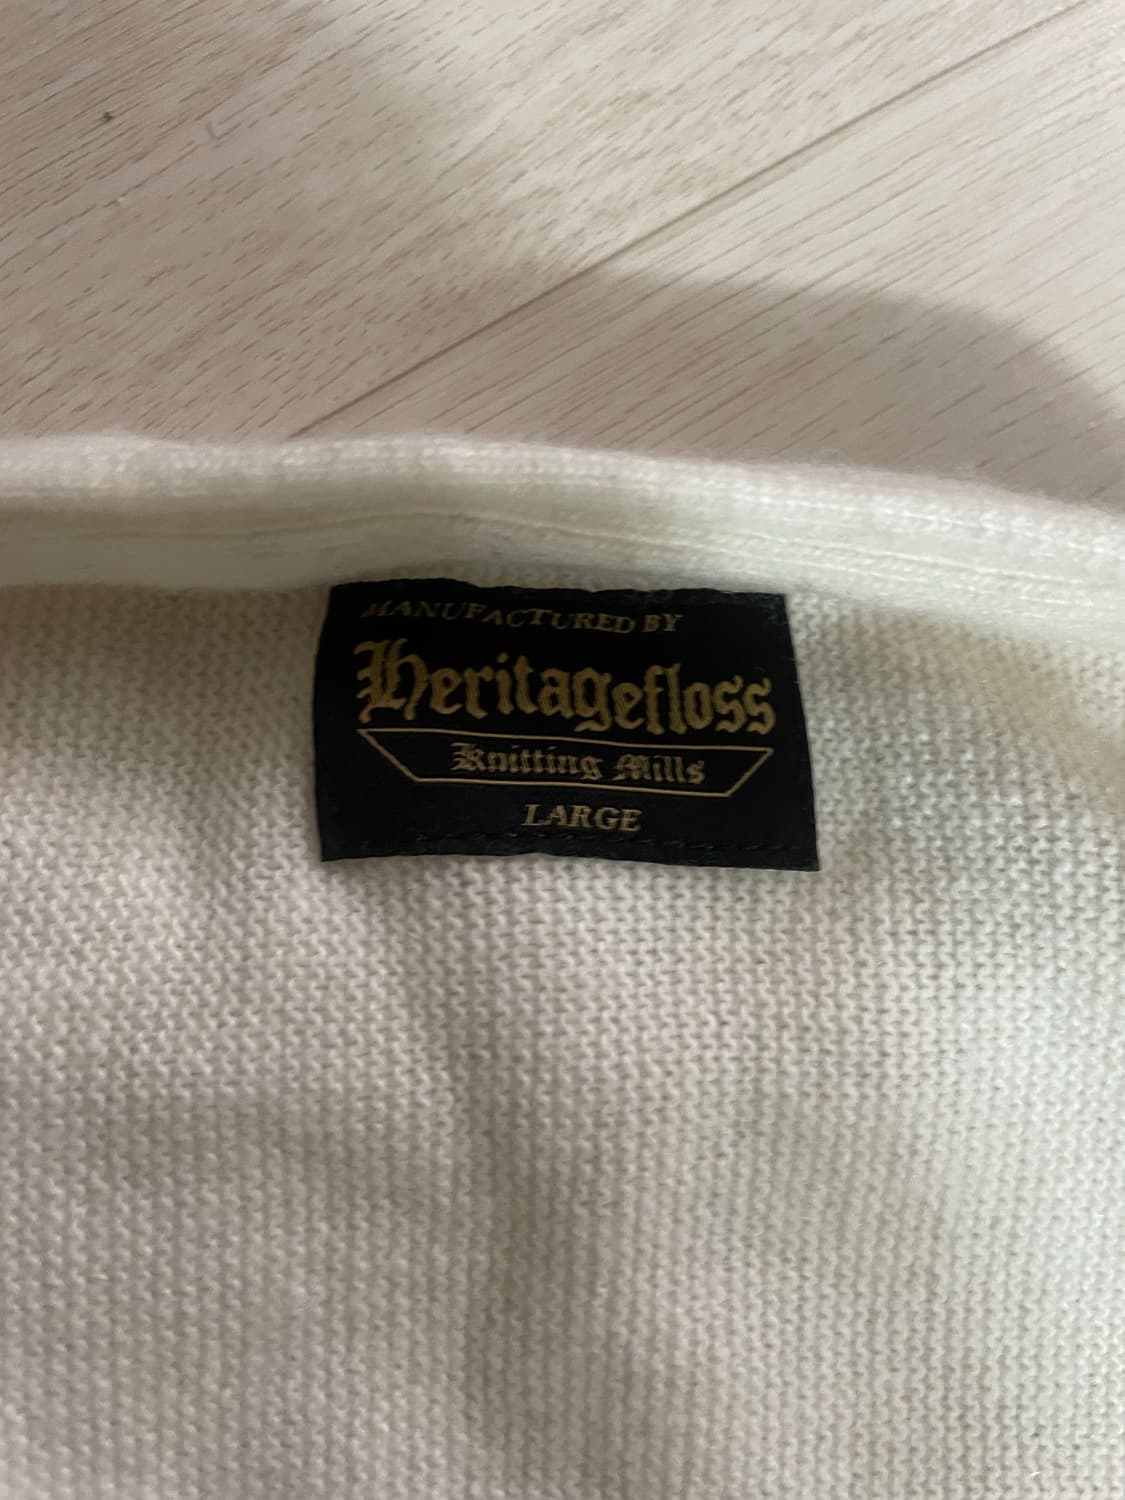 MANUFACTURED BY
Heritagefloss
Knitting Mills
LARGE